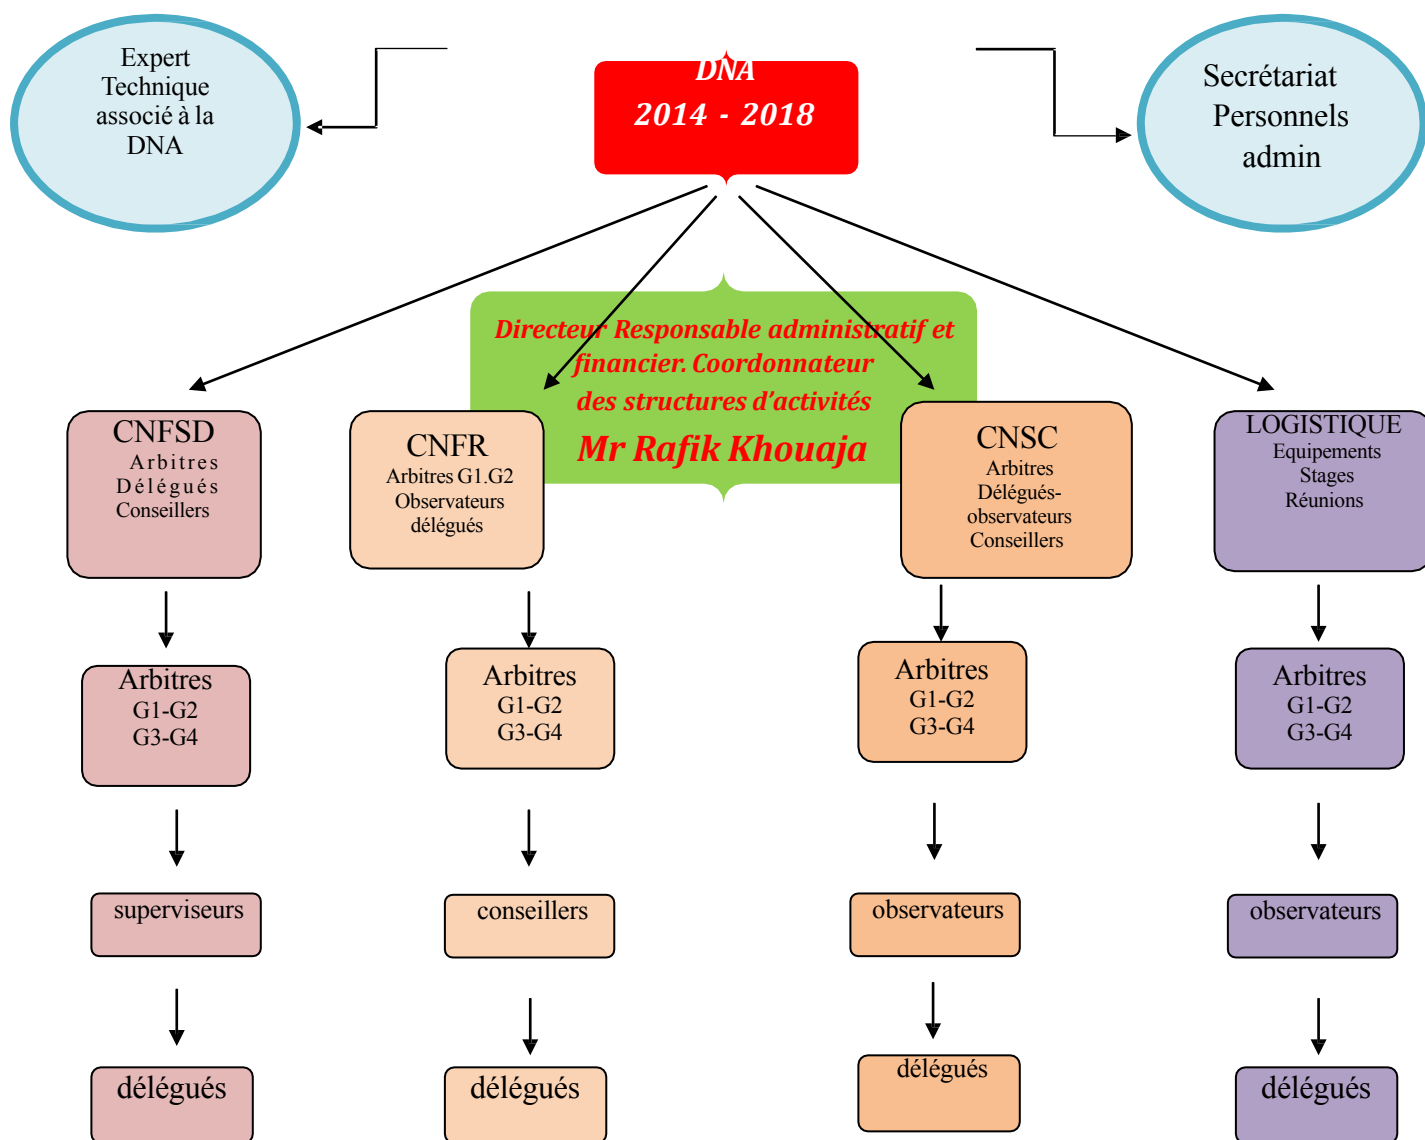 Expert
Technique
associé à la
DNA
DNA
2014 - 2018
Secrétariat
Personnels
admin
Directeur Responsable administratif et
financier. Coordonnateur
des structures d’activités
Mr Rafik Khouaja
CNFSD
Arbitres
Délégués
Conseillers
CNFR
Arbitres G1.G2
Observateurs
délégués
CNSC
Arbitres
Délégués-
observateurs
Conseillers
LOGISTIQUE
Equipements
Stages
Réunions
Arbitres
G1-G2
G3-G4
Arbitres
G1-G2
G3-G4
Arbitres
G1-G2
G3-G4
Arbitres
G1-G2
G3-G4
superviseurs
conseillers
observateurs
observateurs
délégués
délégués
délégués
délégués